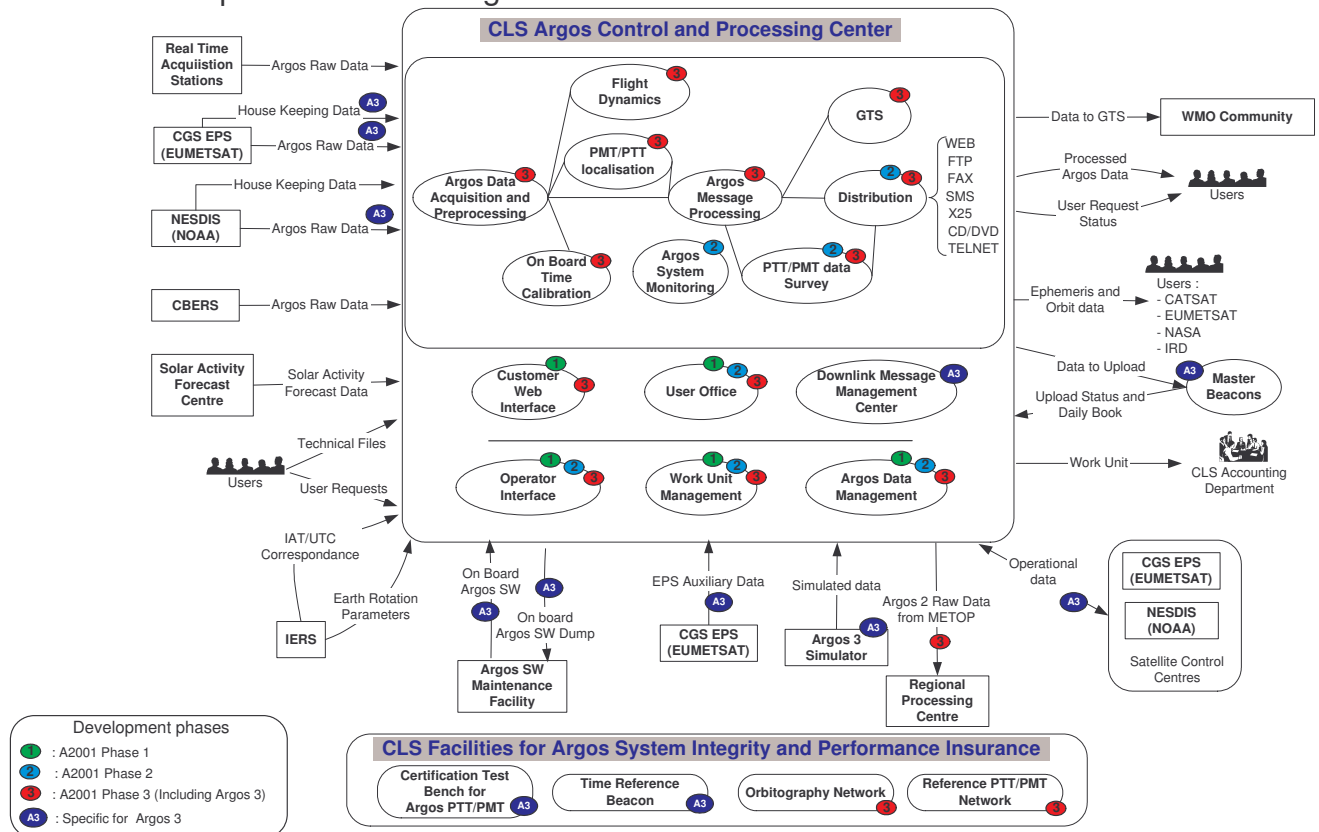 CLS Argos Control and Processing Center
Real Time
Acquiistion
Stations
Argos Raw Data
House Keeping Data
A3
CGS EPS
(EUMETSAT)
A3
Argos Raw Data
House Keeping Data
NESDIS
(NOAA)
A3
Argos Raw Data
CBERS
Argos Raw Data
Solar Activity
Forecast
Centre
Solar Activity
Forecast Data
Technical Files
Users
User Requests
IAT/UTC
Correspondance
Earth Rotation
Parameters
IERS
Flight
Dynamics
3
PMT/PTT
localisation
3
Argos Data
Acquisition and
Preprocessing
3
On Board
Time
Calibration
3
Argos
Message
Processing
3
Argos
System
Monitoring
2
GTS
3
Distribution
2
3
PTT/PMT data
Survey
2
3
WEB
FTP
FAX
SMS
X25
CD/DVD
TELNET
Customer
Web
Interface
1
3
User Office
1
2
3
Downlink Message
Management
Center
A3
Operator
Interface
1
2
3
Work Unit
Management
1
2
3
Argos Data
Management
1
2
3
Data to GTS
WMO Community
Processed
Argos Data
User Request
Status
Users
Ephemeris and
Orbit data
Users :
- CATSAT
- EUMETSAT
- NASA
- IRD
Data to Upload
A3
Master
Beacons
Upload Status and
Daily Book
Work Unit
CLS Accounting
Department
On Board
Argos SW
A3
A3
On board
Argos SW Dump
Argos SW
Maintenance
Facility
EPS Auxiliary Data
A3
CGS EPS
(EUMETSAT)
Simulated data
A3
Argos 3
Simulator
Argos 2 Raw Data
from METOP
3
Regional
Processing
Centre
Operational
data
A3
CGS EPS
(EUMETSAT)
NESDIS
(NOAA)
Satellite Control
Centres
Development phases
1 : A2001 Phase 1
2 : A2001 Phase 2
3 : A2001 Phase 3 (Including Argos 3)
A3 : Specific for Argos 3
CLS Facilities for Argos System Integrity and Performance Insurance
Certification Test
Bench for
Argos PTT/PMT
A3
Time Reference
Beacon
A3
Orbitography Network
3
Reference PTT/PMT
Network
3